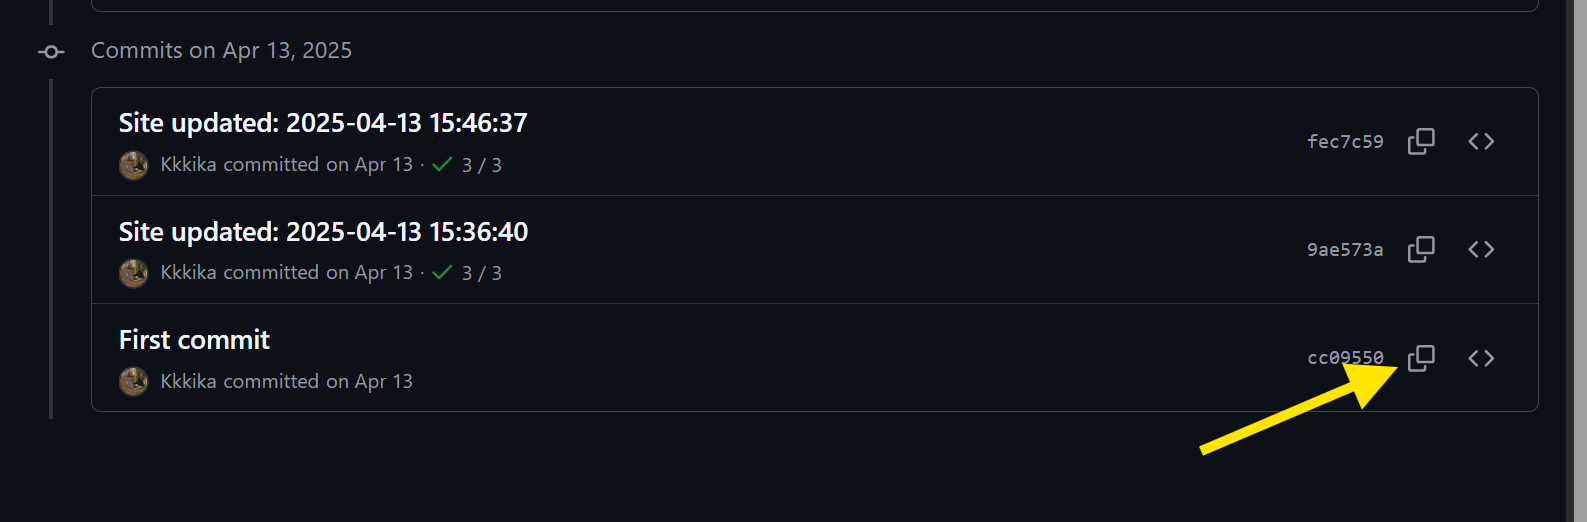 Commits on Apr 13, 2025
Site updated: 2025-04-13 15:46:37
Kkkika committed on Apr 13 · ✓ 3 / 3
fec7c59
Site updated: 2025-04-13 15:36:40
Kkkika committed on Apr 13 · ✓ 3 / 3
9ae573a
First commit
Kkkika committed on Apr 13
cc09550